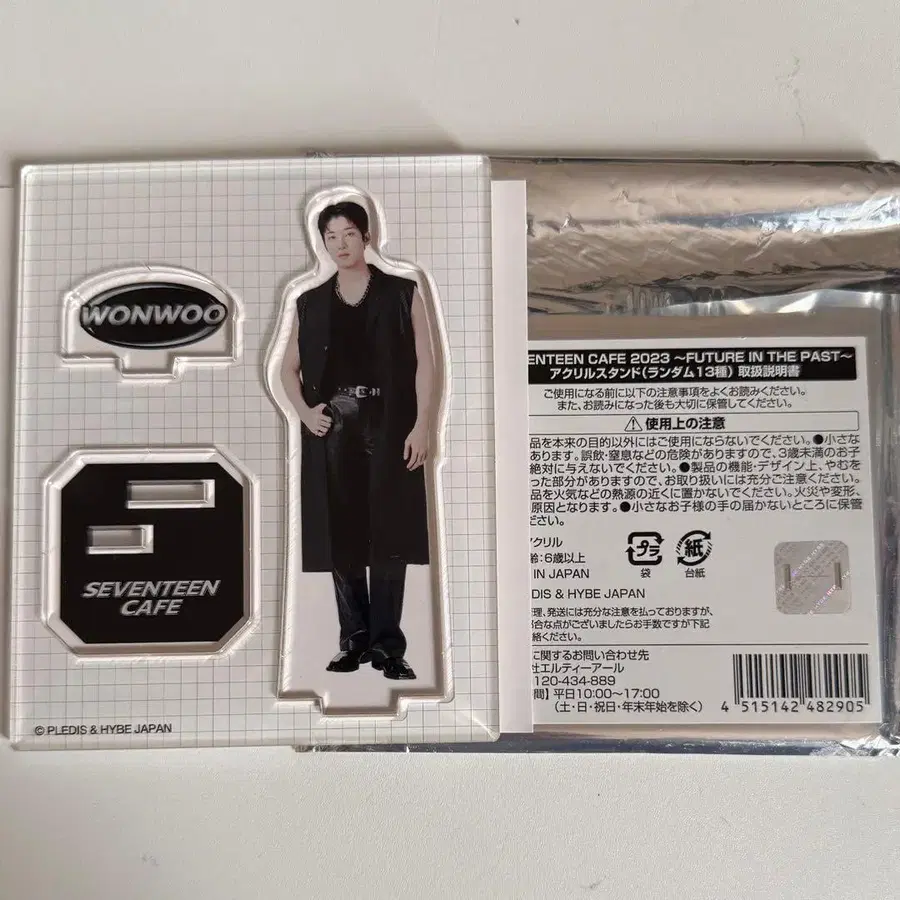 WONWOO
SEVENTEEN
CAFE
© PLEDIS & HYBE JAPAN
ENTEEN CAFE 2023 ～FUTURE IN THE PAST～
アクリルスタンド(ランダム13種) 取扱説明書
ご使用になる前に以下の注意事項をよくお読みください。
また、お読みになった後も大切に保管してください。
⚠使用上の注意
品を本来の目的以外にはご使用にならないでください。●小さな
あります。誤飲・窒息などの危険がありますので、3歳未満のお子
絶対に与えないでください。●製品の機能・デザイン上、やむを
った部分がありますので、お取り扱いには充分ご注意ください。
品を火気などの熱源の近くに置かないでください。火災や変形、
原因となります。●小さなお子様の手の届かないところに保管
ださい。
アクリル
齢:6歳以上
IN JAPAN
プラ
袋
紙
台紙
LEDIS & HYBE JAPAN
理、発送には充分な注意を払っておりますが、
合な点がございましたらお手数ですが下記
絡ください。
に関するお問い合わせ先
社エルティーアール
120-434-889
間】平日10:00～17:00
(土・日・祝日・年末年始を除く)
4 515142 482905